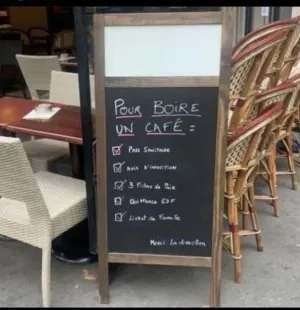 POUR BOIRE
UN CAFÉ :
PASS SANITAIRE
AVIS D'IMPOSITION
3 Fiches de Paie
Quittance EDF
Livret de Famille
Merci. La direction